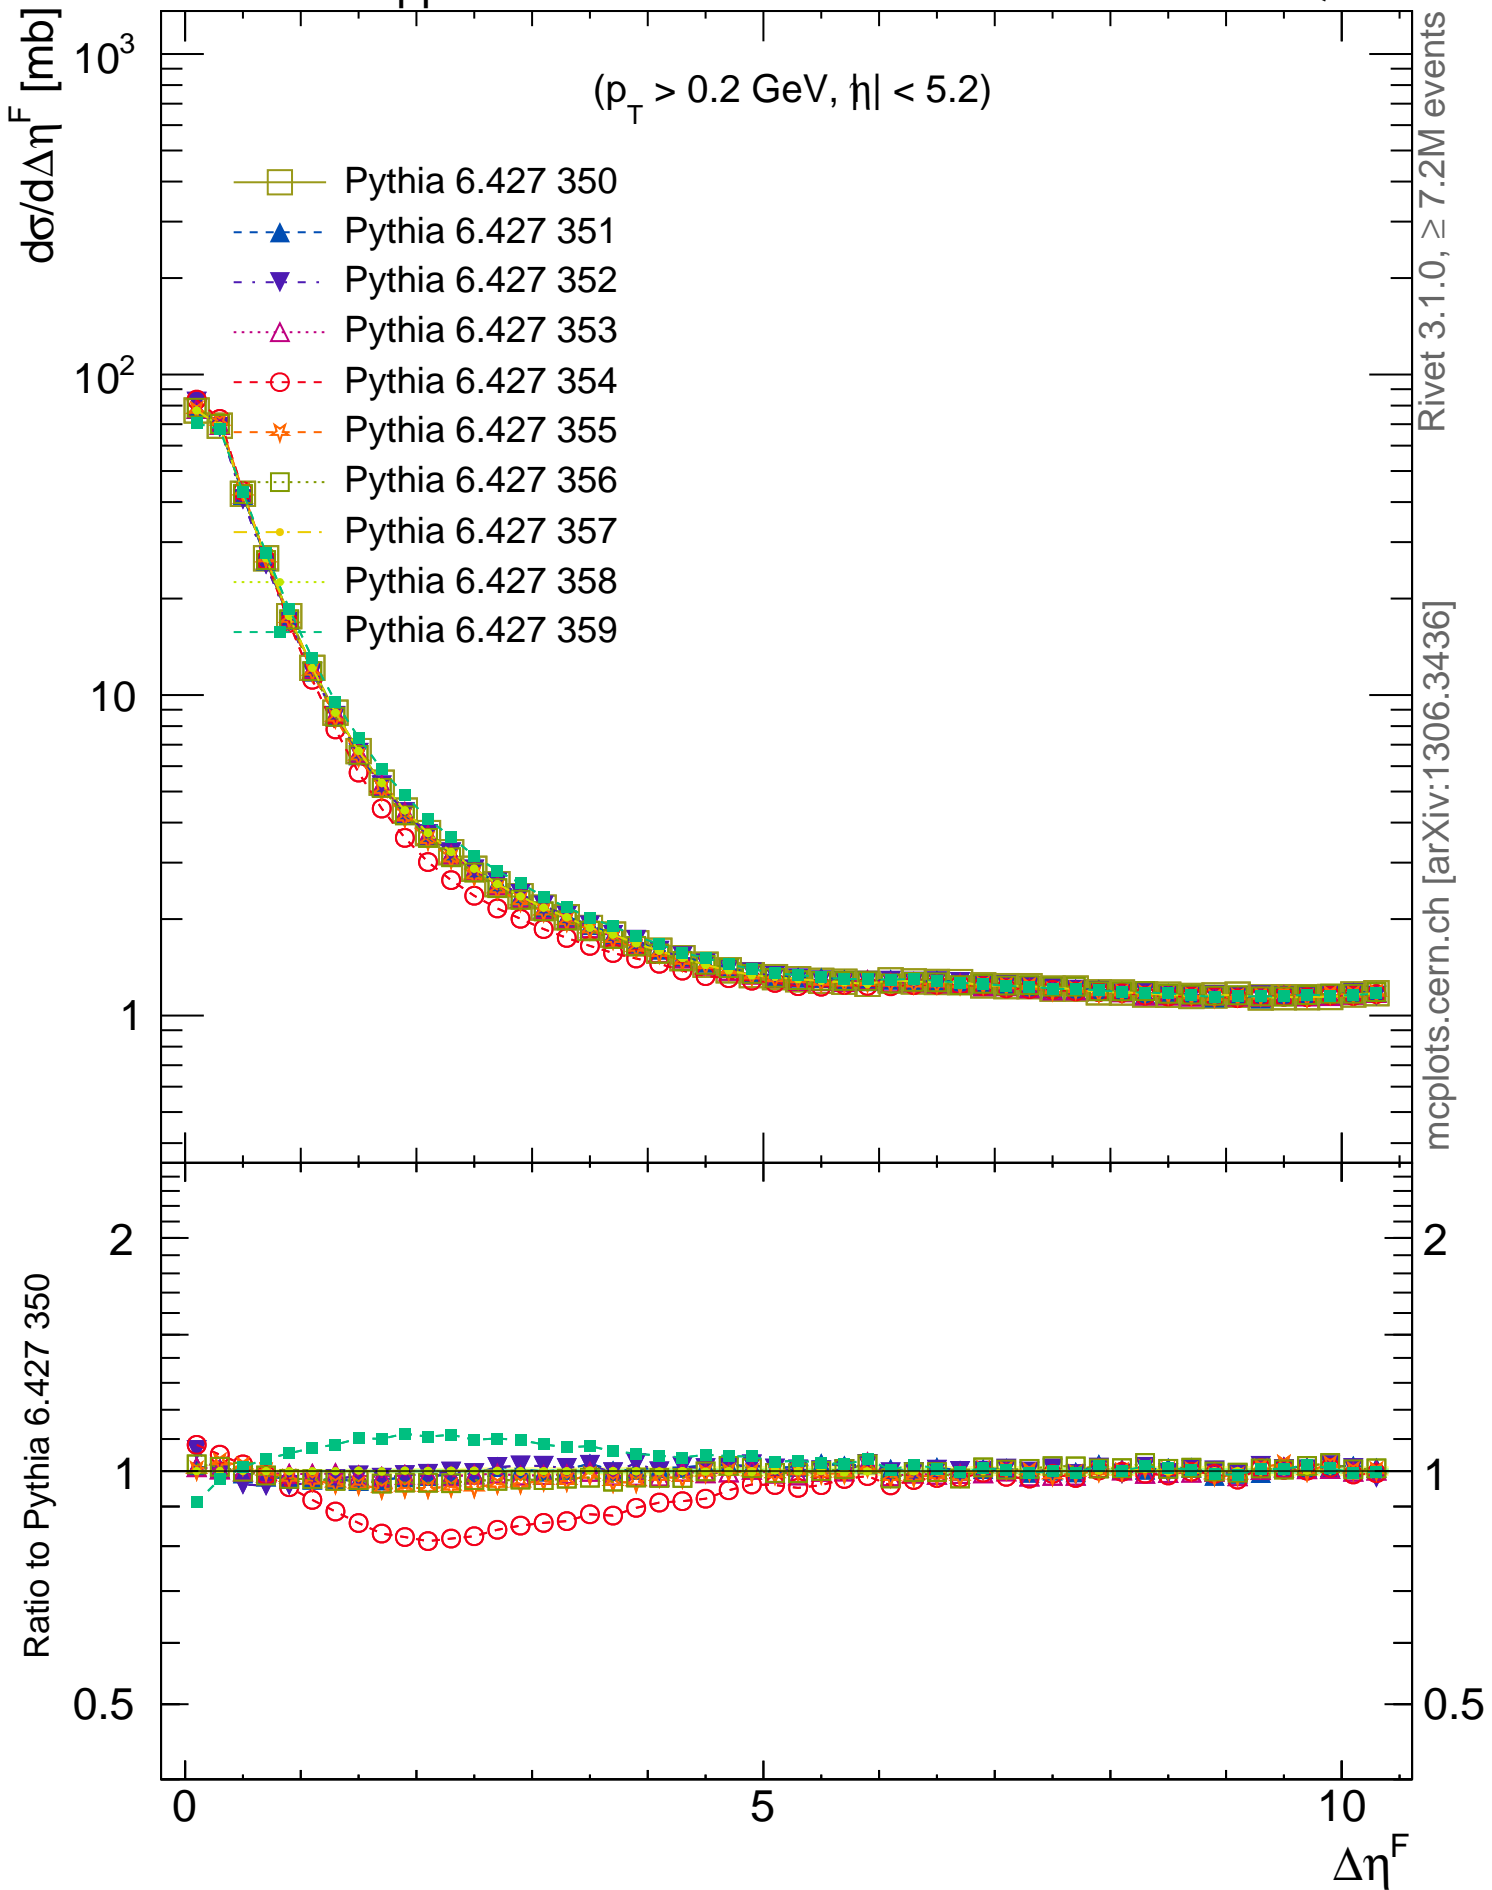 pp
dσ/dΔη^F [mb]
(p_T > 0.2 GeV, |η| < 5.2)
10^3
10^2
10
1
Pythia 6.427 350
Pythia 6.427 351
Pythia 6.427 352
Pythia 6.427 353
Pythia 6.427 354
Pythia 6.427 355
Pythia 6.427 356
Pythia 6.427 357
Pythia 6.427 358
Pythia 6.427 359
Rivet 3.1.0, ≥ 7.2M events
mcplots.cern.ch [arXiv:1306.3436]
Ratio to Pythia 6.427 350
2
1
0.5
2
1
0.5
0
5
10
Δη^F